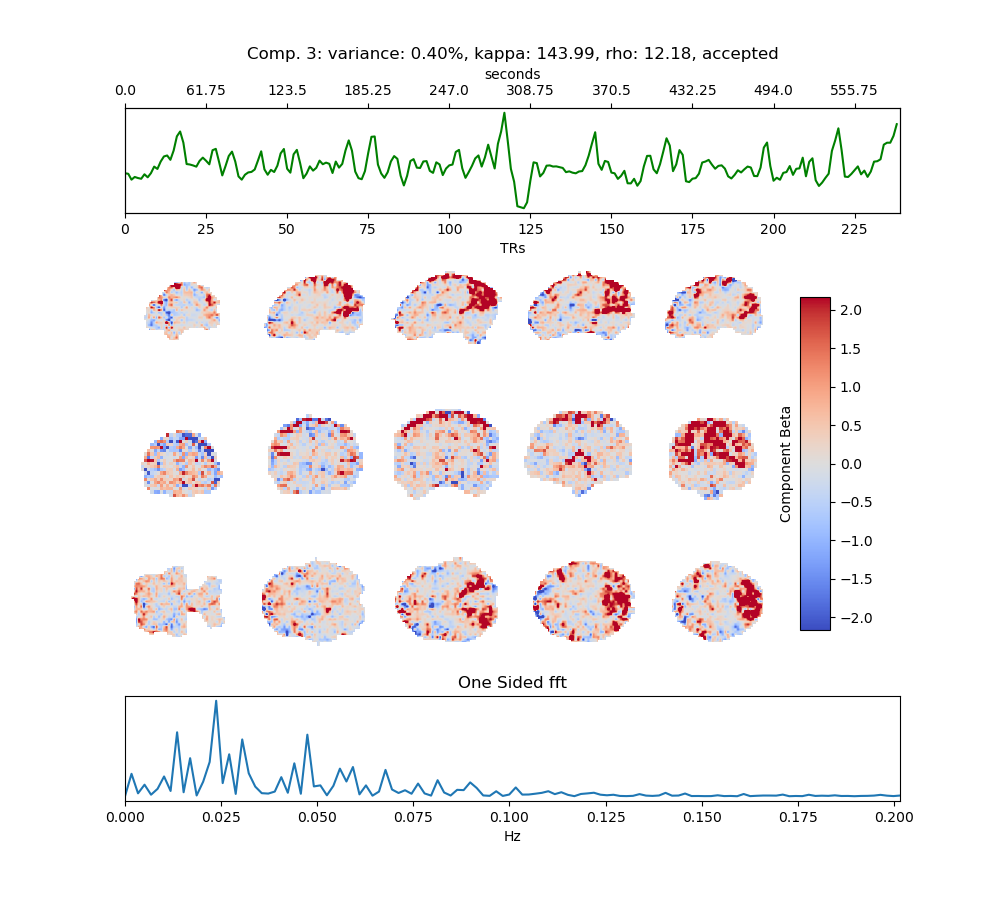 Comp. 3: variance: 0.40%, kappa: 143.99, rho: 12.18, accepted
seconds
0.0 61.75 123.5 185.25 247.0 308.75 370.5 432.25 494.0 555.75
0 25 50 75 100 125 150 175 200 225
TRs
2.0
1.5
1.0
0.5
0.0
−0.5
−1.0
−1.5
−2.0
Component Beta
One Sided fft
0.000 0.025 0.050 0.075 0.100 0.125 0.150 0.175 0.200
Hz